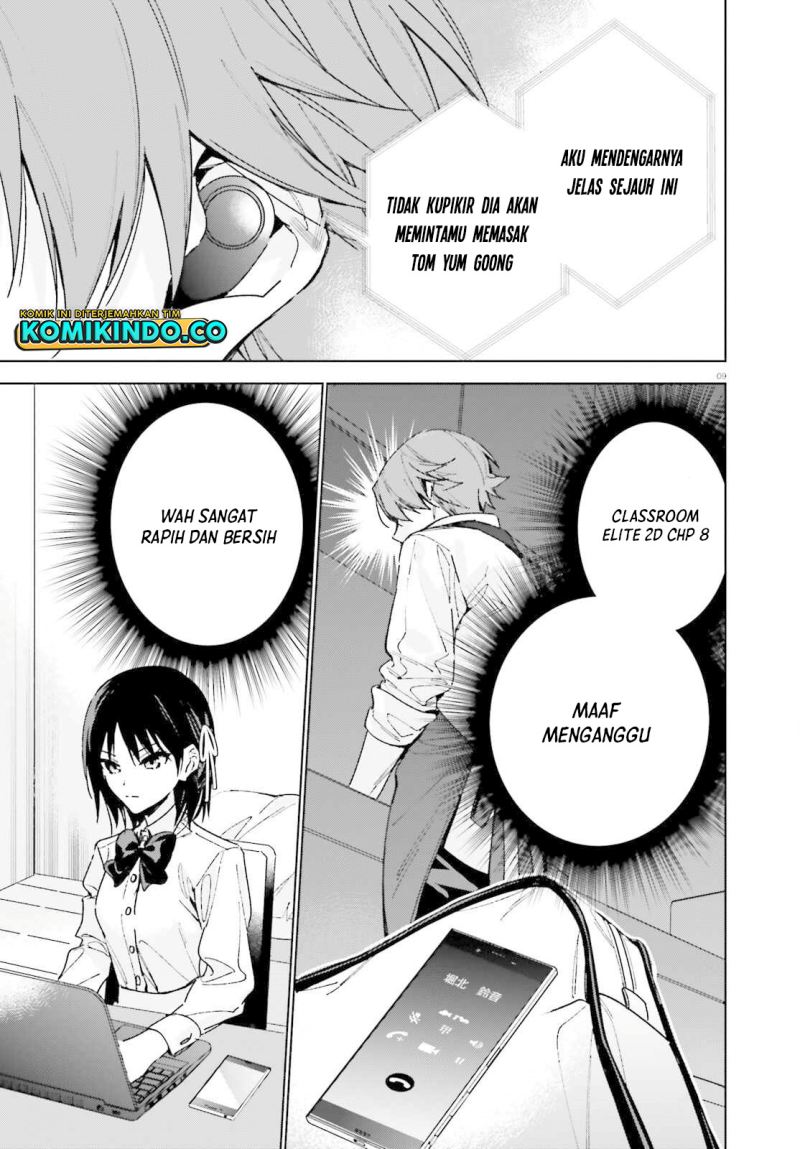 AKU MENDENGARNYA
JELAS SEJAUH INI
TIDAK KUPIKIR DIA AKAN
MEMINTAMU MEMASAK
TOM YUM GOONG
KOMIK INI DITERJEMAHKAN TIM
KOMIKINDO.CO
09
CLASSROOM
ELITE 2D CHP 8
MAAF
MENGANGGU
WAH SANGAT
RAPIH DAN BERSIH
堀北 鈴音